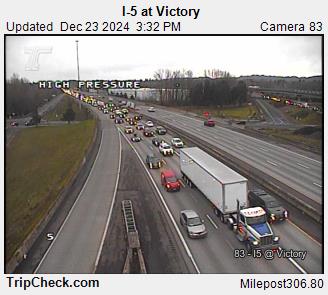 I-5 at Victory
Updated Dec 23 2024 3:32 PM Camera 83
HIGH PRESSURE
5
83 - I5 @ Victory
TripCheck.com Milepost306.80